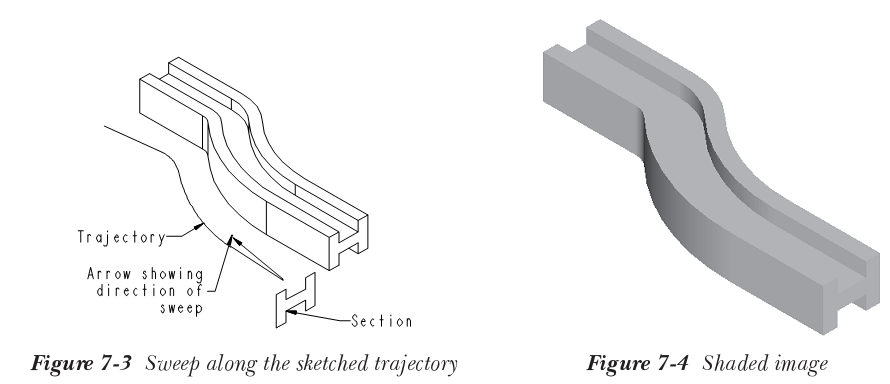 Trajectory
Arrow showing
direction of
sweep
Section
Figure 7-3 Sweep along the sketched trajectory
Figure 7-4 Shaded image